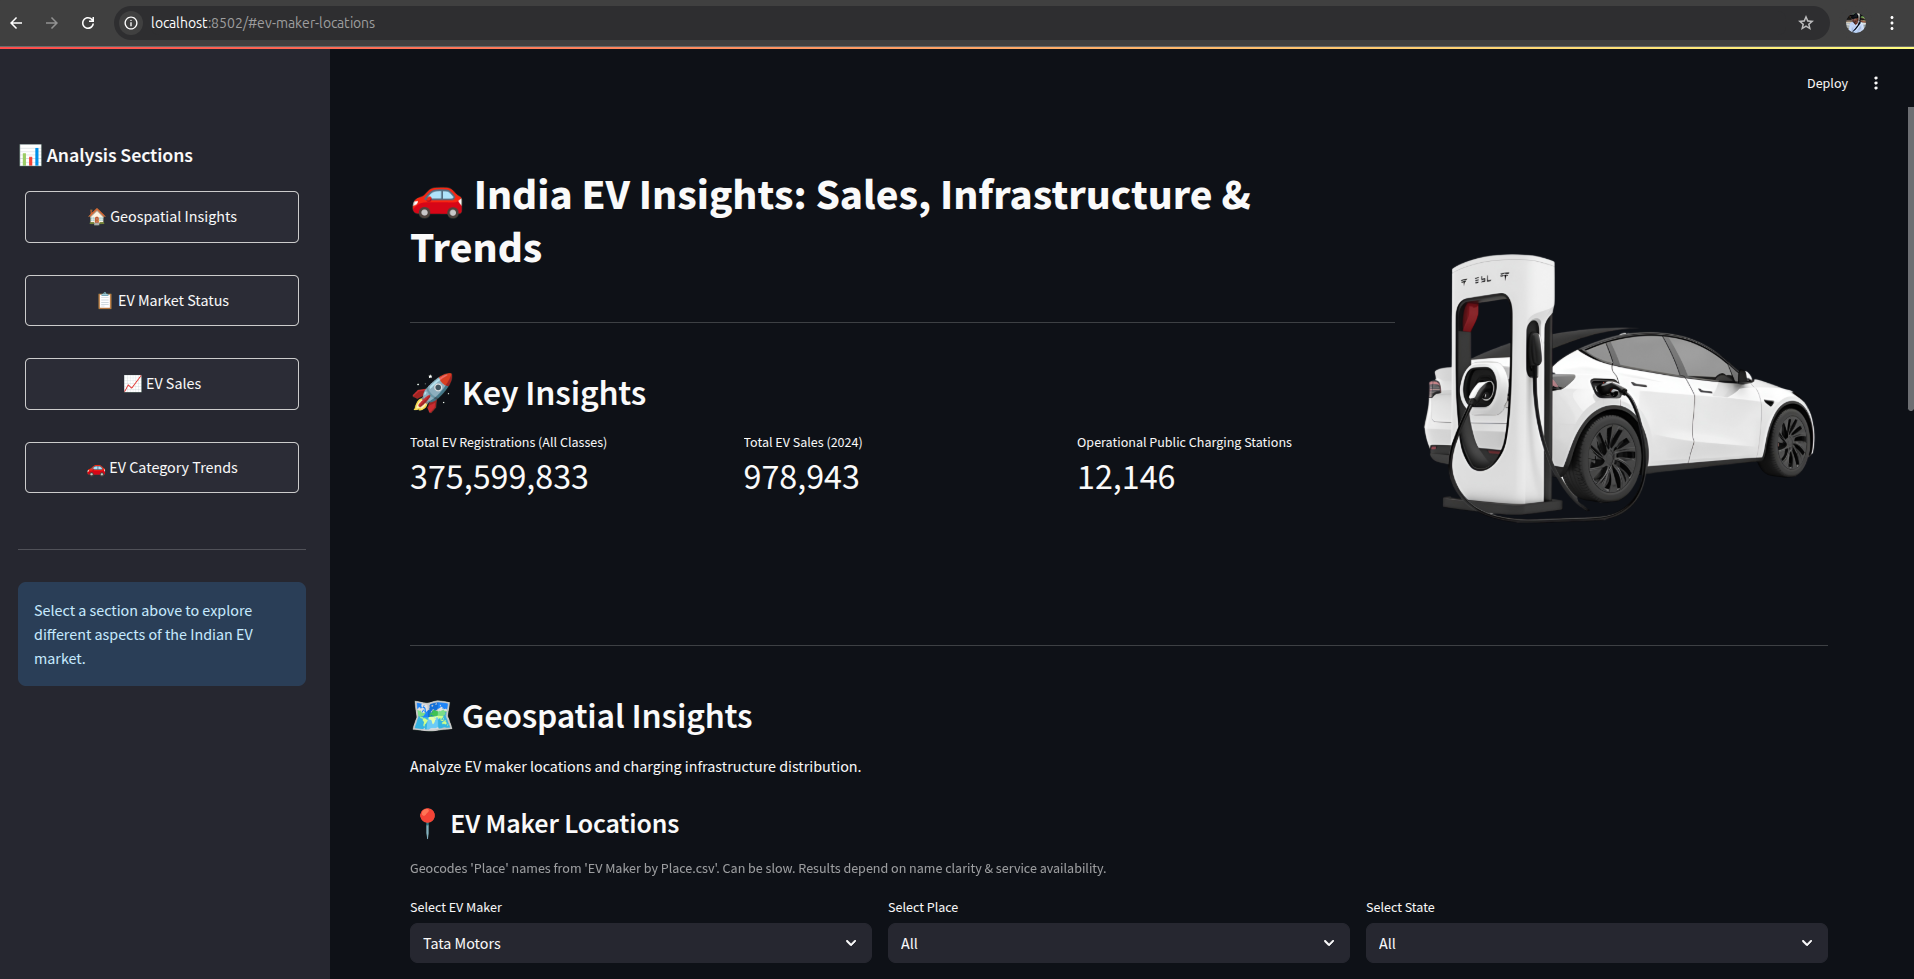 localhost:8502/#ev-maker-locations
Deploy
📊 Analysis Sections
🏠 Geospatial Insights
📋 EV Market Status
📈 EV Sales
🚗 EV Category Trends
Select a section above to explore
different aspects of the Indian EV
market.
🚗 India EV Insights: Sales, Infrastructure &
Trends
🚀 Key Insights
Total EV Registrations (All Classes)
375,599,833
Total EV Sales (2024)
978,943
Operational Public Charging Stations
12,146
🗺️ Geospatial Insights
Analyze EV maker locations and charging infrastructure distribution.
📍 EV Maker Locations
Geocodes 'Place' names from 'EV Maker by Place.csv'. Can be slow. Results depend on name clarity & service availability.
Select EV Maker
Tata Motors
Select Place
All
Select State
All